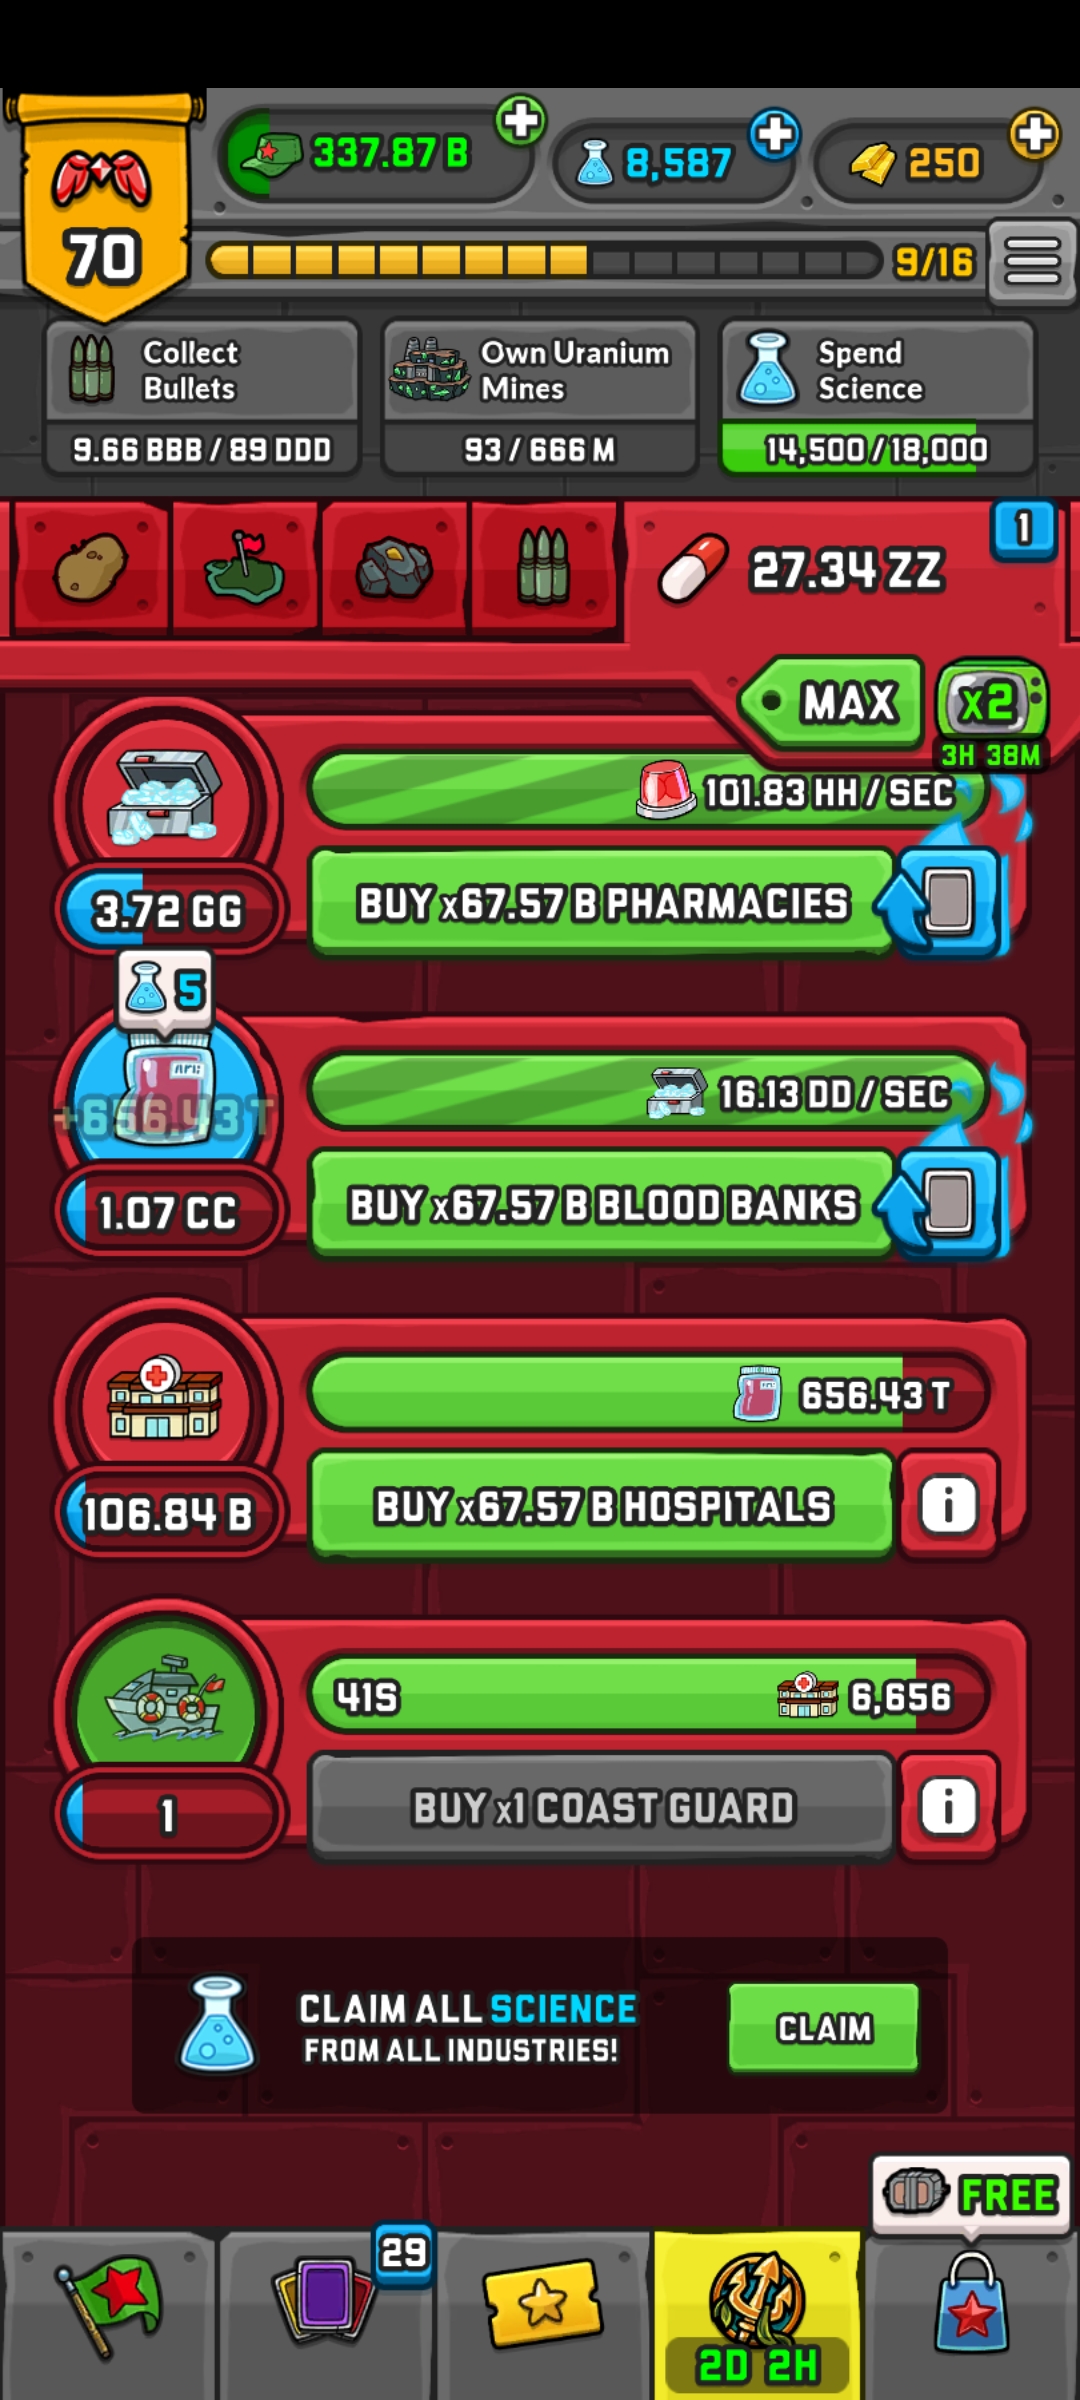 337.87 B
8,587
250
70
9/16
Collect
Bullets
9.66 BBB / 89 DDD
Own Uranium
Mines
93 / 666 M
Spend
Science
14,500/18,000
27.34 ZZ
1
MAX
x2
3H 38M
101.83 HH / SEC
3.72 GG
BUY x67.57 B PHARMACIES
5
+656.43T
16.13 DD / SEC
1.07 CC
BUY x67.57 B BLOOD BANKS
656.43 T
106.84 B
BUY x67.57 B HOSPITALS
i
41S
6,656
1
BUY x1 COAST GUARD
i
CLAIM ALL SCIENCE
FROM ALL INDUSTRIES!
CLAIM
FREE
29
2D 2H